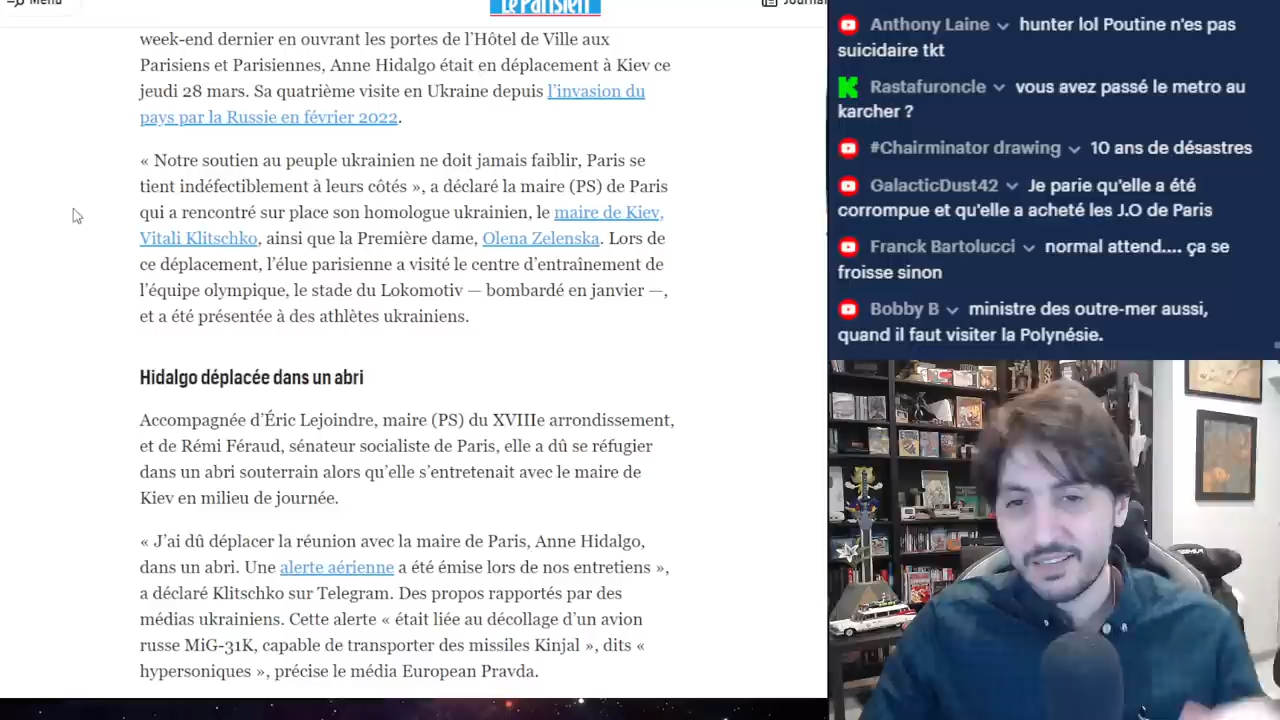 Menu
Le Parisien
Journal
week-end dernier en ouvrant les portes de l’Hôtel de Ville aux
Parisiens et Parisiennes, Anne Hidalgo était en déplacement à Kiev ce
jeudi 28 mars. Sa quatrième visite en Ukraine depuis l’invasion du
pays par la Russie en février 2022.
« Notre soutien au peuple ukrainien ne doit jamais faiblir, Paris se
tient indéfectiblement à leurs côtés », a déclaré la maire (PS) de Paris
qui a rencontré sur place son homologue ukrainien, le maire de Kiev,
Vitali Klitschko, ainsi que la Première dame, Olena Zelenska. Lors de
ce déplacement, l’élue parisienne a visité le centre d’entraînement de
l’équipe olympique, le stade du Lokomotiv — bombardé en janvier —,
et a été présentée à des athlètes ukrainiens.
Hidalgo déplacée dans un abri
Accompagnée d’Éric Lejoindre, maire (PS) du XVIIIe arrondissement,
et de Rémi Féraud, sénateur socialiste de Paris, elle a dû se réfugier
dans un abri souterrain alors qu’elle s’entretenait avec le maire de
Kiev en milieu de journée.
« J’ai dû déplacer la réunion avec la maire de Paris, Anne Hidalgo,
dans un abri. Une alerte aérienne a été émise lors de nos entretiens »,
a déclaré Klitschko sur Telegram. Des propos rapportés par des
médias ukrainiens. Cette alerte « était liée au décollage d’un avion
russe MiG-31K, capable de transporter des missiles Kinjal », dits «
hypersoniques », précise le média European Pravda.
Anthony Laine hunter lol Poutine n'es pas
suicidaire tkt
Rastafuroncle vous avez passé le metro au
karcher ?
#Chairminator drawing 10 ans de désastres
GalacticDust42 Je parie qu'elle a été
corrompue et qu'elle a acheté les J.O de Paris
Franck Bartolucci normal attend.... ça se
froisse sinon
Bobby B ministre des outre-mer aussi,
quand il faut visiter la Polynésie.